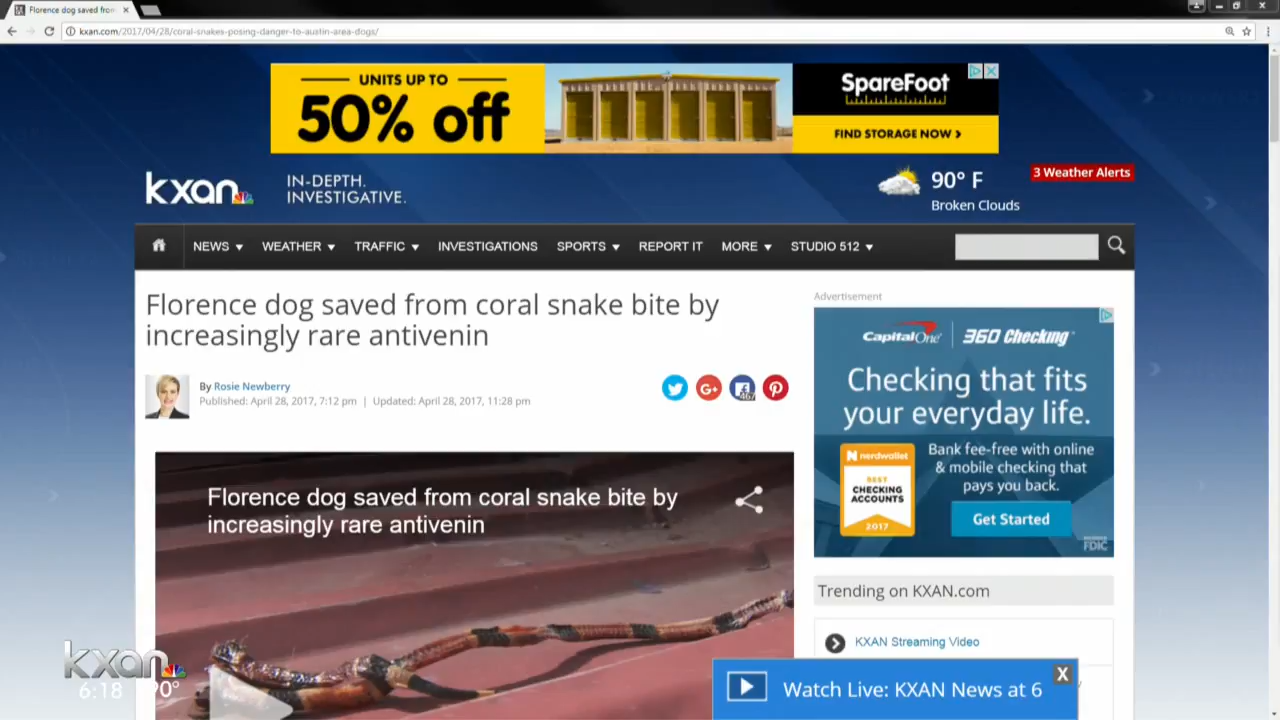 Florence dog saved from
kxan.com/2017/04/28/coral-snakes-posing-danger-to-austin-area-dogs/
UNITS UP TO
50% off
SpareFoot
FIND STORAGE NOW >
kxan
IN-DEPTH.
INVESTIGATIVE.
90° F
Broken Clouds
3 Weather Alerts
NEWS WEATHER TRAFFIC INVESTIGATIONS SPORTS REPORT IT MORE STUDIO 512
Florence dog saved from coral snake bite by
increasingly rare antivenin
By Rosie Newberry
Published: April 28, 2017, 7:12 pm | Updated: April 28, 2017, 11:28 pm
G+
467
Advertisement
Capital One 360 Checking
Checking that fits
your everyday life.
nerdwallet
BEST
CHECKING
ACCOUNTS
2017
Bank fee-free with online
& mobile checking that
pays you back.
Get Started
FDIC
Florence dog saved from coral snake bite by
increasingly rare antivenin
Trending on KXAN.com
KXAN Streaming Video
Watch Live: KXAN News at 6
X
kxan
6:18 90°